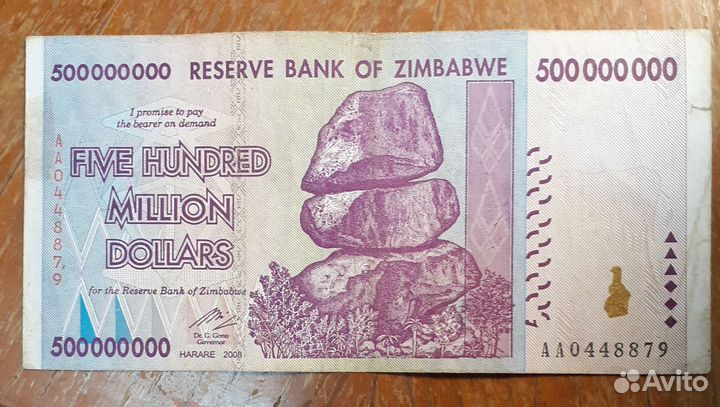 500000000 RESERVE BANK OF ZIMBABWE 500000000
I promise to pay
the bearer on demand
AA0448879
FIVE HUNDRED
MILLION
DOLLARS
for the Reserve Bank of Zimbabwe
Dr. G. Gono
Governor
500000000 HARARE 2008
500000000
AA0448879
Avito